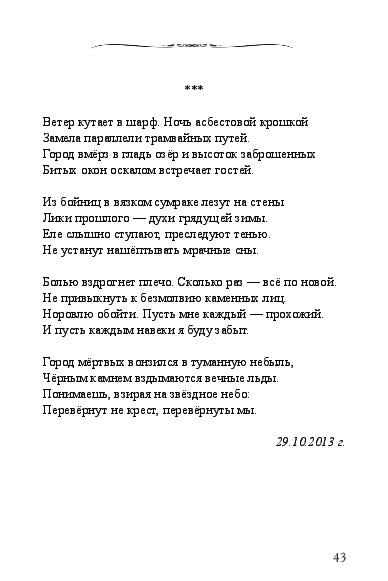 ***
Ветер кутает в шарф. Ночь асбестовой крошкой
Замела параллели трамвайных путей.
Город вмёрз в гладь озёр и высоток заброшенных
Битых окон оскалом встречает гостей.
Из бойниц в вязком сумраке лезут на стены
Лики прошлого — духи грядущей зимы.
Еле слышно ступают, преследуют тенью.
Не устанут нашёптывать мрачные сны.
Болью вздрогнет плечо. Сколько раз — всё по новой.
Не привыкнуть к безмолвию каменных лиц.
Норовлю обойти. Пусть мне каждый — прохожий.
И пусть каждым навеки я буду забыт.
Город мёртвых вонзился в туманную небыль,
Чёрным камнем вздымаются вечные льды.
Понимаешь, взирая на звёздное небо:
Перевёрнут не крест, перевёрнуты мы.
29.10.2013 г.
43